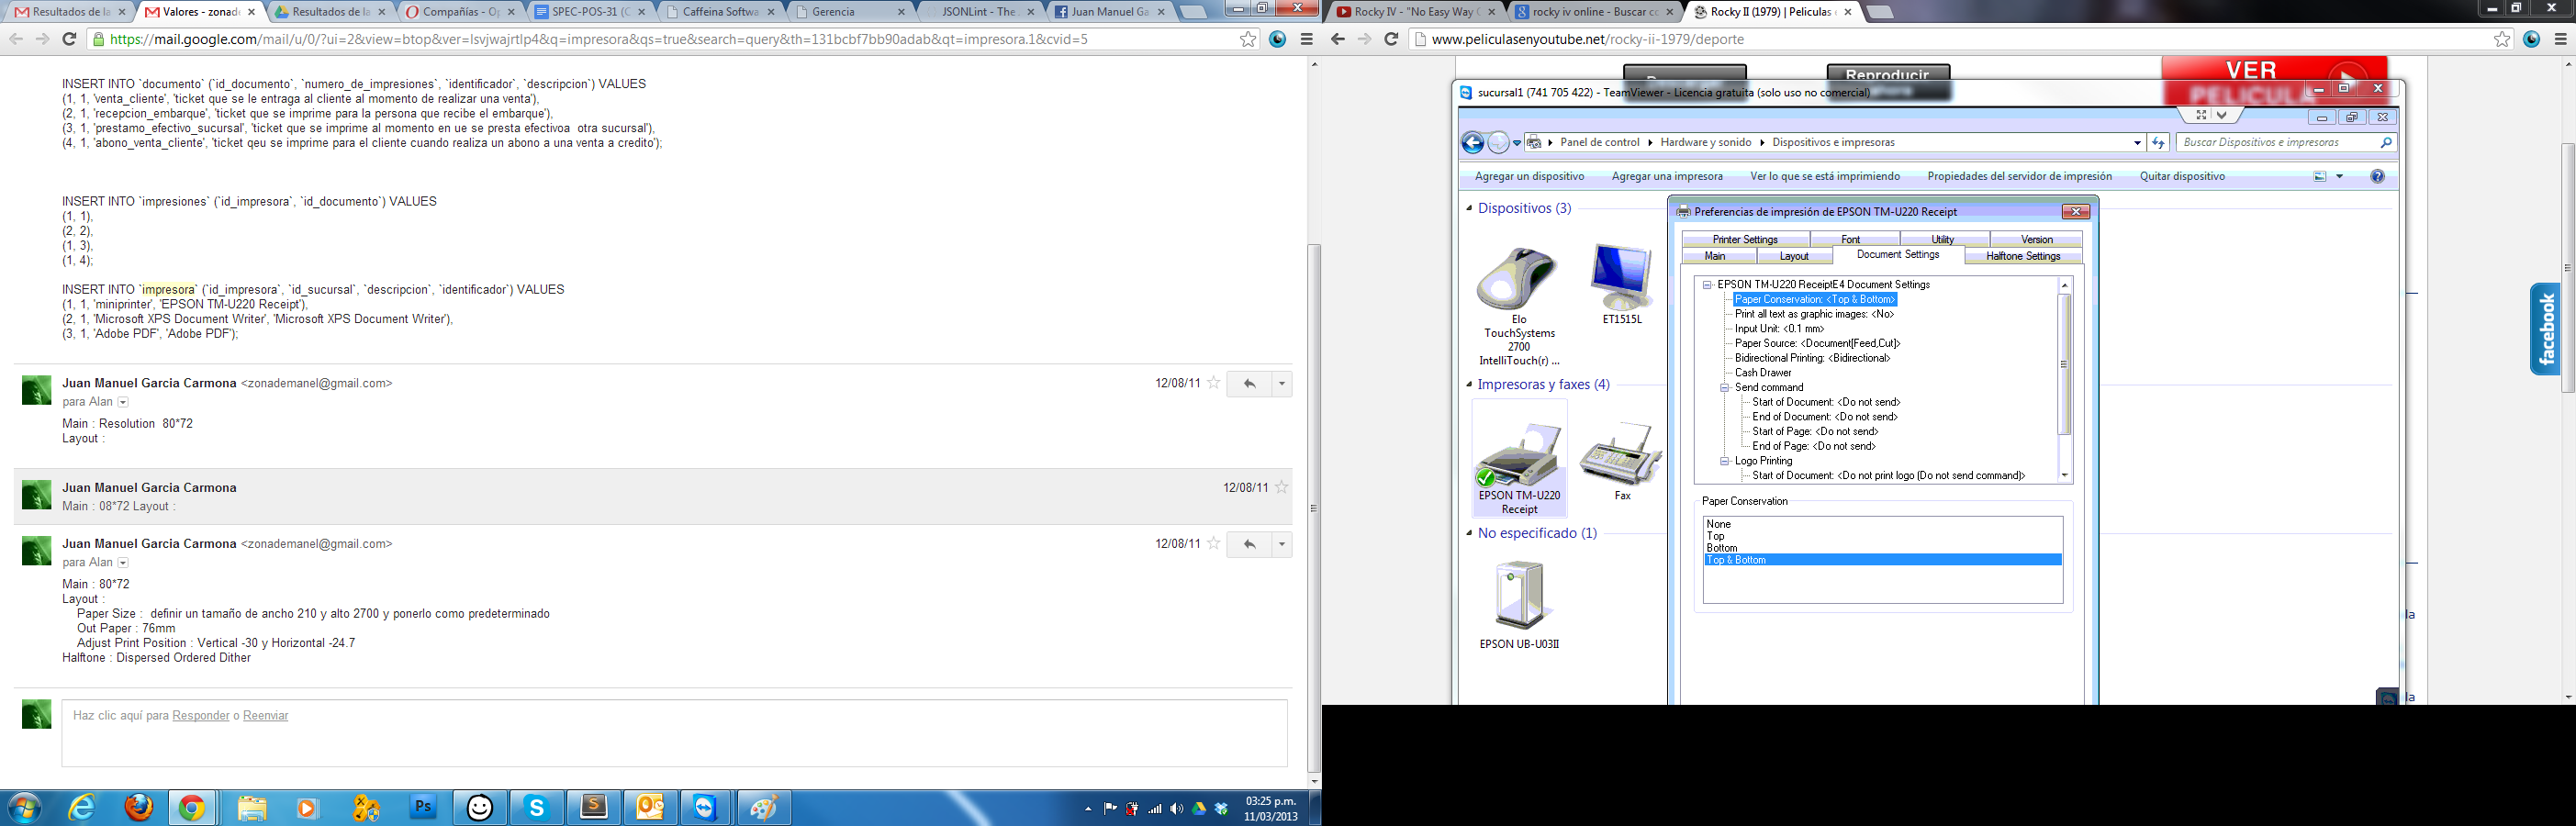 Resultados de la
Valores - zonad
Resultados de la
Compañías - Op
SPEC-POS-31 (C
Caffeina Softwa
Gerencia
JSONLint - The
Juan Manuel Ga
https://mail.google.com/mail/u/0/?ui=2&view=btop&ver=lsvjwajrtlp4&q=impresora&qs=true&search=query&th=131bcbf7bb90adab&qt=impresora.1&cvid=5
INSERT INTO `documento` (`id_documento`, `numero_de_impresiones`, `identificador`, `descripcion`) VALUES
(1, 1, 'venta_cliente', 'ticket que se le entraga al cliente al momento de realizar una venta'),
(2, 1, 'recepcion_embarque', 'ticket que se imprime para la persona que recibe el embarque'),
(3, 1, 'prestamo_efectivo_sucursal', 'ticket que se imprime al momento en ue se presta efectivoa  otra sucursal'),
(4, 1, 'abono_venta_cliente', 'ticket qeu se imprime para el cliente cuando realiza un abono a una venta a credito');
INSERT INTO `impresiones` (`id_impresora`, `id_documento`) VALUES
(1, 1),
(2, 2),
(1, 3),
(1, 4);
INSERT INTO `impresora` (`id_impresora`, `id_sucursal`, `descripcion`, `identificador`) VALUES
(1, 1, 'miniprinter', 'EPSON TM-U220 Receipt'),
(2, 1, 'Microsoft XPS Document Writer', 'Microsoft XPS Document Writer'),
(3, 1, 'Adobe PDF', 'Adobe PDF');
Juan Manuel Garcia Carmona <zonademanel@gmail.com> 12/08/11
para Alan
Main : Resolution  80*72
Layout :
Juan Manuel Garcia Carmona 12/08/11
Main : 08*72 Layout :
Juan Manuel Garcia Carmona <zonademanel@gmail.com> 12/08/11
para Alan
Main : 80*72
Layout :
Paper Size :  definir un tamaño de ancho 210 y alto 2700 y ponerlo como predeterminado
Out Paper : 76mm
Adjust Print Position : Vertical -30 y Horizontal -24.7
Halftone : Dispersed Ordered Dither
Haz clic aquí para Responder o Reenviar
Ps
S
03:25 p.m.
11/03/2013
Rocky IV - "No Easy Way
rocky iv online - Buscar co
Rocky II (1979) | Peliculas
www.peliculasenyoutube.net/rocky-ii-1979/deporte
Reproducir
VER
PELICULA
sucursal1 (741 705 422) - TeamViewer - Licencia gratuita (solo uso no comercial)
Panel de control
Hardware y sonido
Dispositivos e impresoras
Buscar Dispositivos e impresoras
Agregar un dispositivo
Agregar una impresora
Ver lo que se está imprimiendo
Propiedades del servidor de impresión
Quitar dispositivo
Dispositivos (3)
Elo
TouchSystems
2700
IntelliTouch(r) ...
ET1515L
Impresoras y faxes (4)
EPSON TM-U220
Receipt
Fax
No especificado (1)
EPSON UB-U03II
Preferencias de impresión de EPSON TM-U220 Receipt
Printer Settings
Font
Utility
Version
Main
Layout
Document Settings
Halftone Settings
EPSON TM-U220 ReceiptE4 Document Settings
Paper Conservation: <Top & Bottom>
Print all text as graphic images: <No>
Input Unit: <0.1 mm>
Paper Source: <Document[Feed,Cut]>
Bidirectional Printing: <Bidirectional>
Cash Drawer
Send command
Start of Document: <Do not send>
End of Document: <Do not send>
Start of Page: <Do not send>
End of Page: <Do not send>
Logo Printing
Start of Document: <Do not print logo (Do not send command)>
Paper Conservation
None
Top
Bottom
Top & Bottom
facebook
la
la